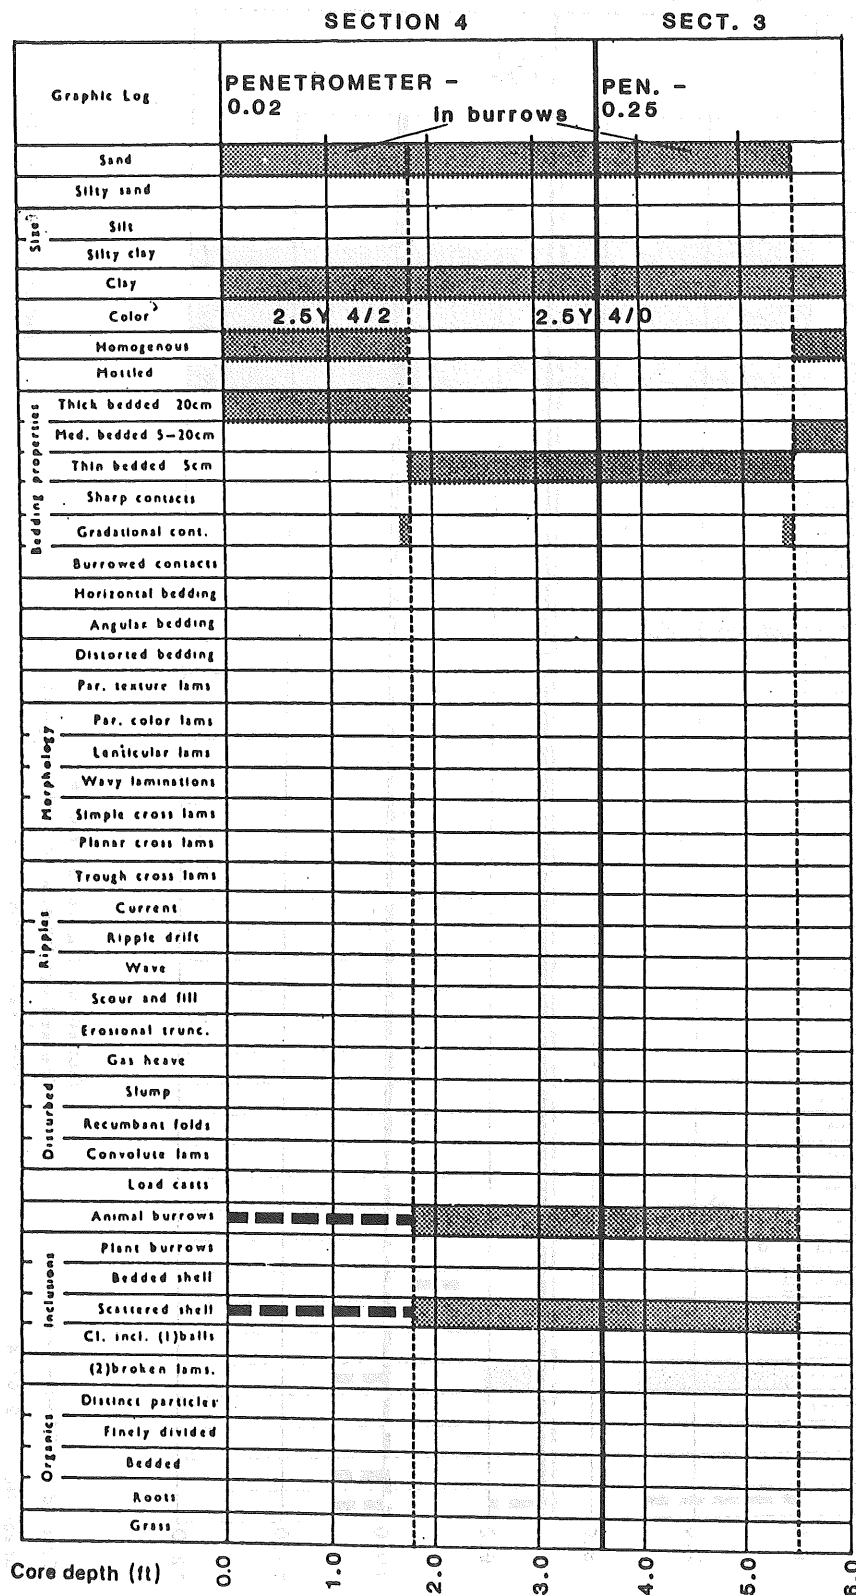 SECTION 4 SECT. 3
Graphic Log
PENETROMETER -
0.02
PEN. -
0.25
in burrows
Sand
Silty sand
Size
Silt
Silty clay
Clay
Color
2.5Y 4/2 2.5Y 4/0
Homogenous
Mottled
Bedding properties
Thick bedded 20cm
Med. bedded 5-20cm
Thin bedded 5cm
Sharp contacts
Gradational cont.
Burrowed contacts
Horizontal bedding
Angular bedding
Distorted bedding
Par. texture lams
Morphology
Par. color lams
Lenticular lams
Wavy laminations
Simple cross lams
Planar cross lams
Trough cross lams
Ripples
Current
Ripple drift
Wave
Scour and fill
Erosional trunc.
Gas heave
Disturbed
Slump
Recumbant folds
Convolute lams
Load casts
Animal burrows
Inclusions
Plant burrows
Bedded shell
Scattered shell
Cl. incl. (1)balls
(2)broken lams.
Organics
Distinct particles
Finely divided
Bedded
Roots
Grass
Core depth (ft) 0.0 1.0 2.0 3.0 4.0 5.0 6.0